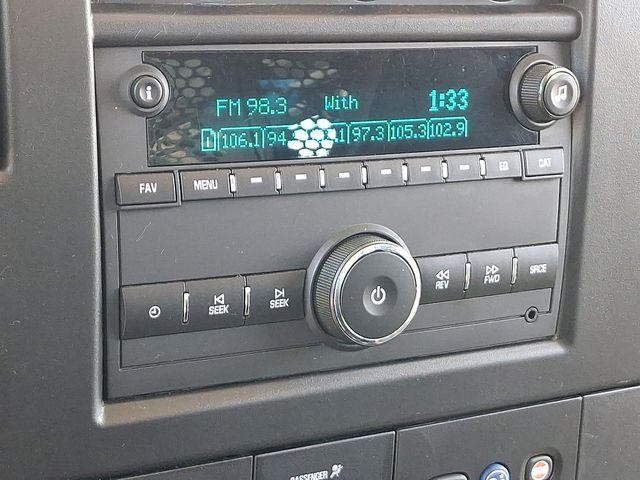 i
FM 98.3 With 1:33
1 106.1 94. .1 97.3 105.3 102.9
FAV MENU EQ CAT
SEEK SEEK REV FWD SRCE
PASSENGER